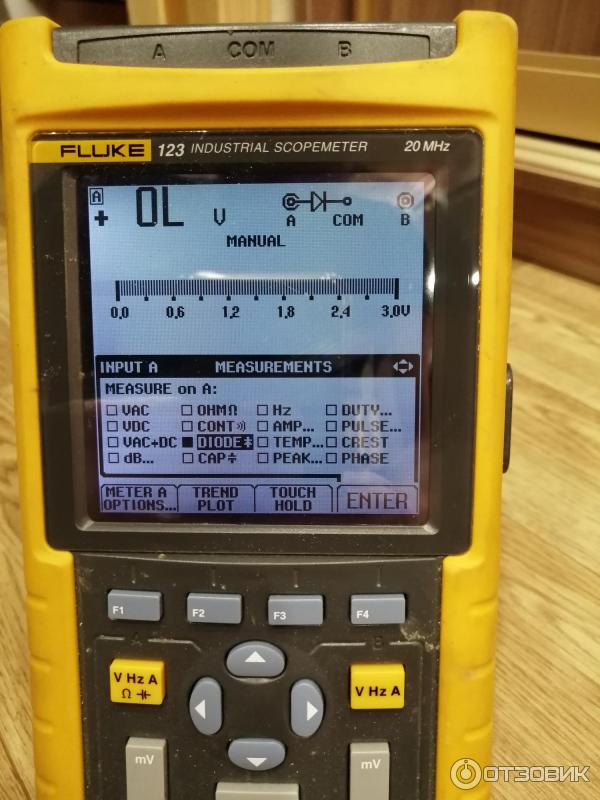 A COM B
FLUKE 123 INDUSTRIAL SCOPEMETER 20 MHz
A + OL V A COM B
MANUAL
0,0 0,6 1,2 1,8 2,4 3,0V
INPUT A MEASUREMENTS
MEASURE on A:
VAC OHMΩ Hz DUTY...
VDC CONT AMP... PULSE...
VAC+DC DIODE TEMP... CREST
dB... CAP PEAK... PHASE
METER A OPTIONS... TREND PLOT TOUCH HOLD ENTER
F1 F2 F3 F4
A B
V Hz A V Hz A
Ω
mV mV
ОТЗОВИК